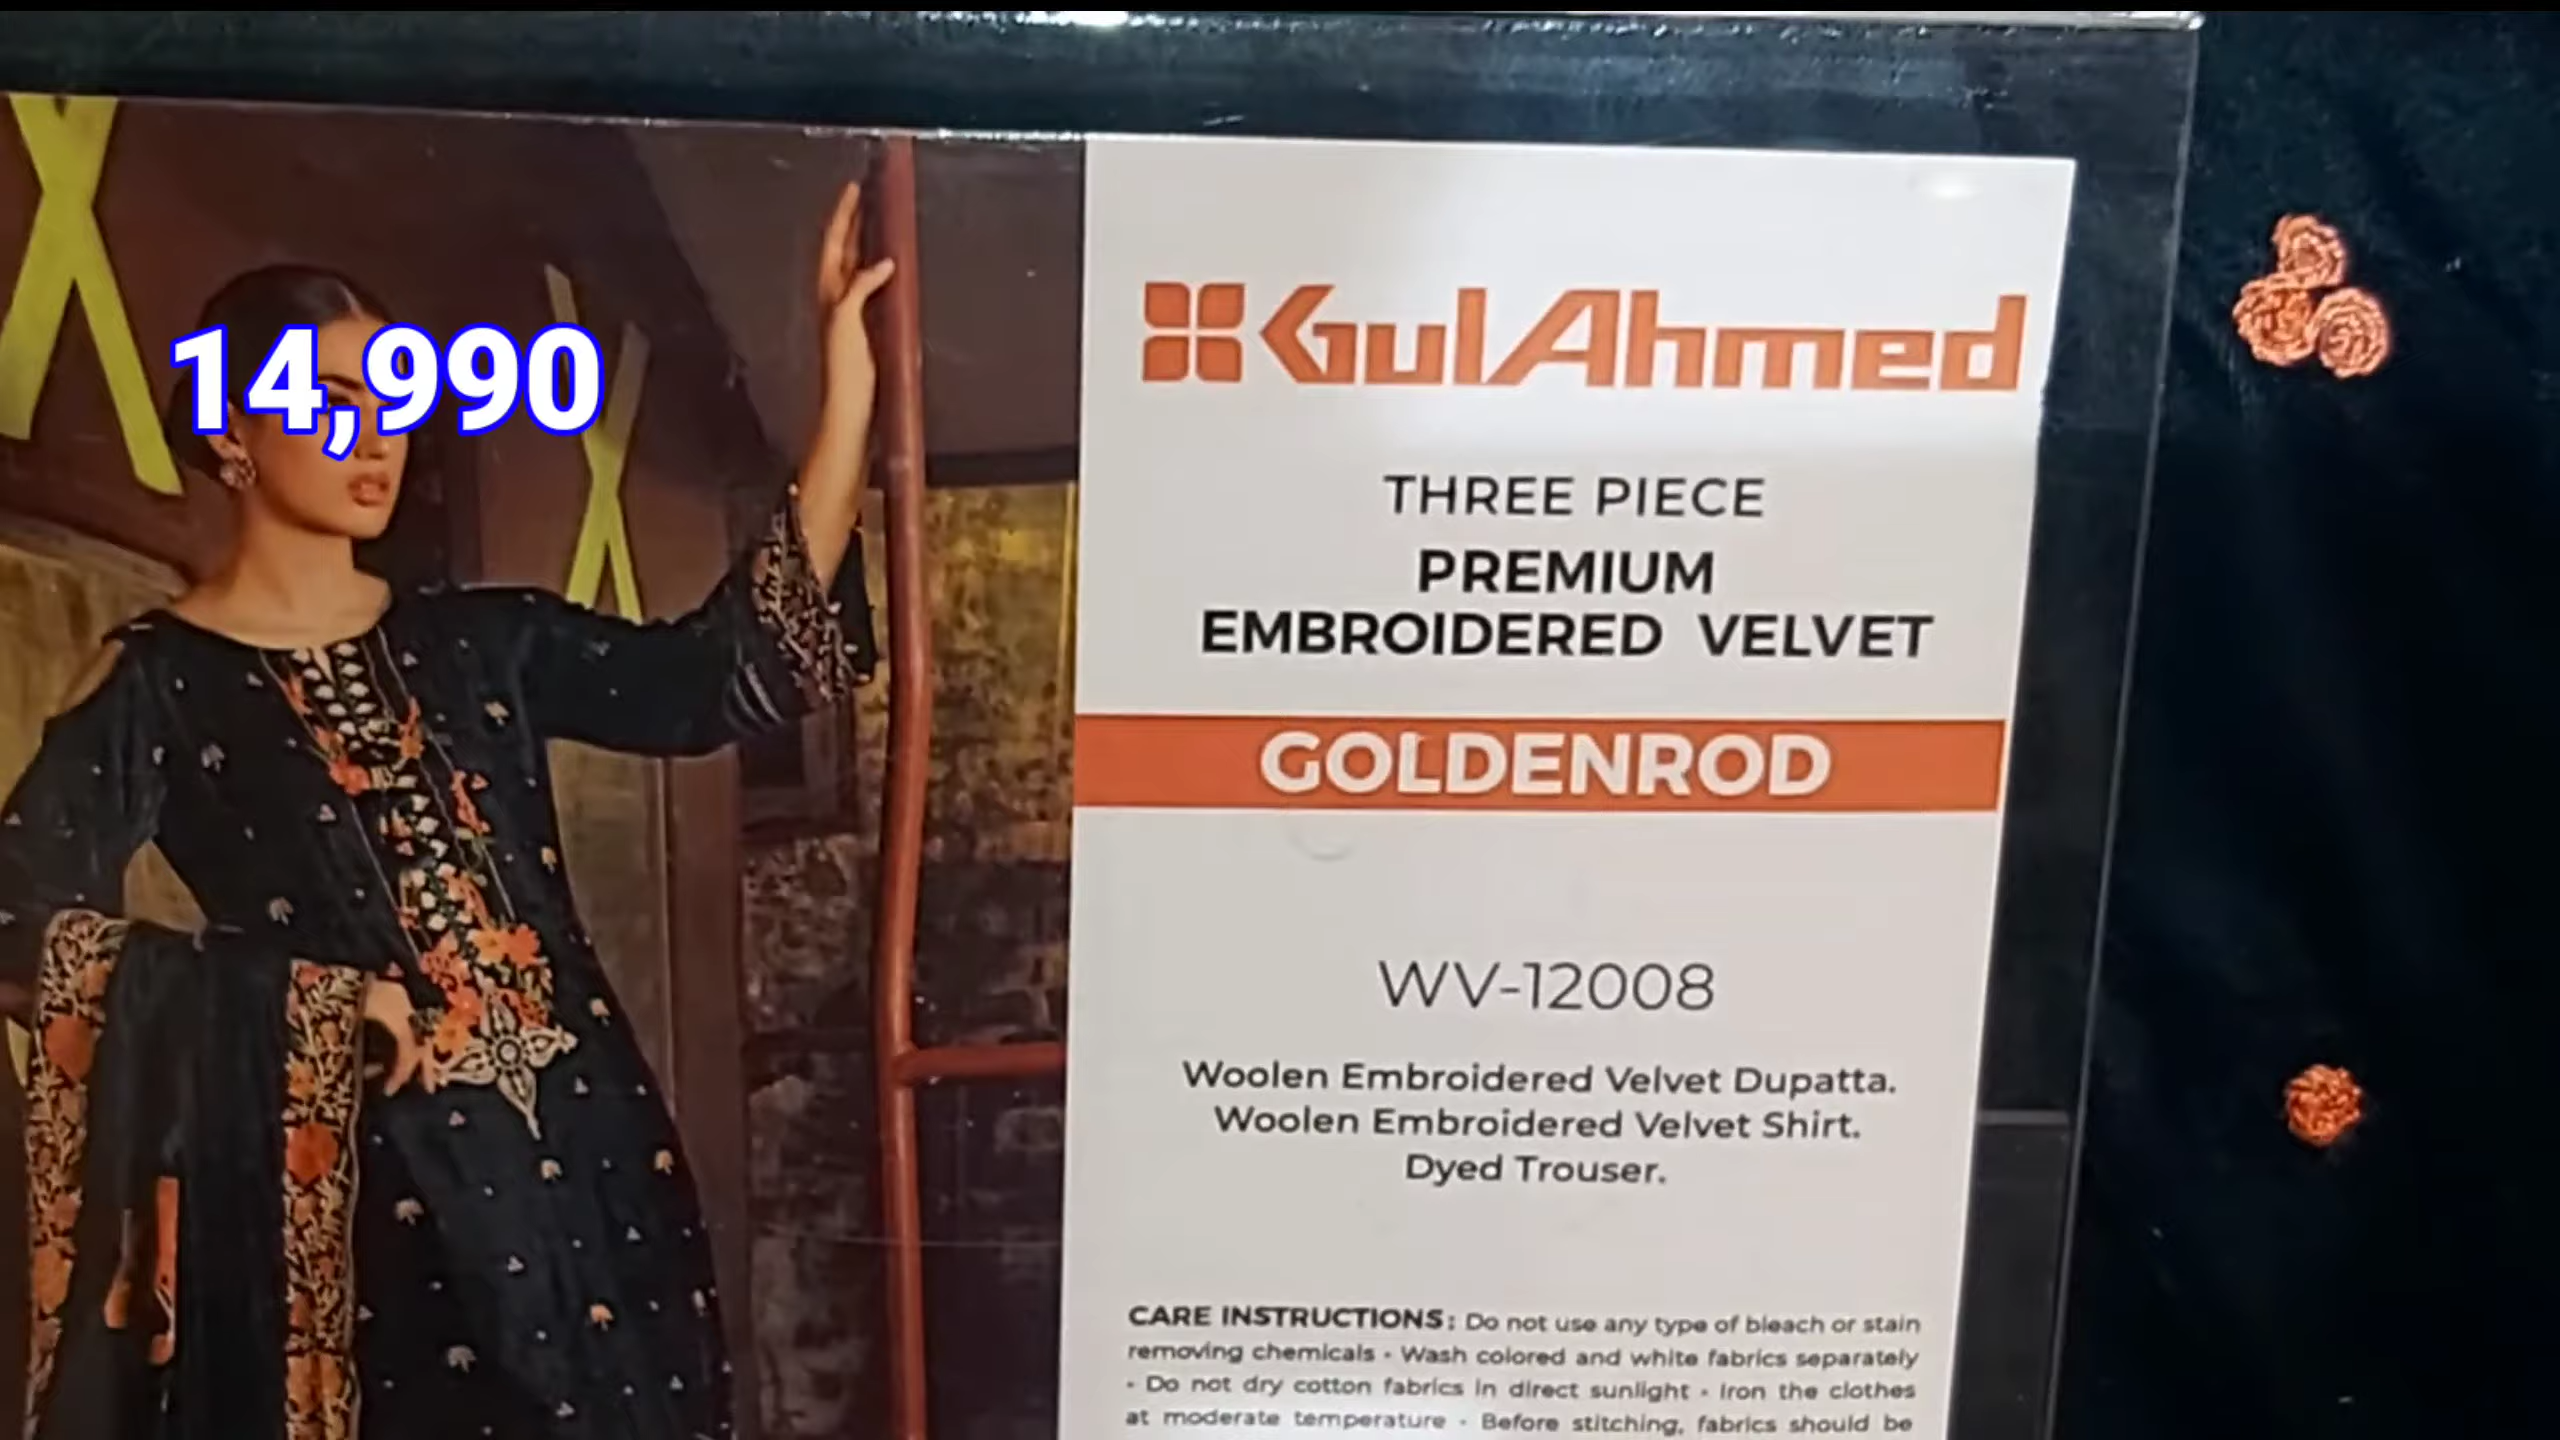 14,990
GulAhmed
THREE PIECE
PREMIUM
EMBROIDERED VELVET
GOLDENROD
WV-12008
Woolen Embroidered Velvet Dupatta.
Woolen Embroidered Velvet Shirt.
Dyed Trouser.
CARE INSTRUCTIONS: Do not use any type of bleach or stain
removing chemicals • Wash colored and white fabrics separately
• Do not dry cotton fabrics in direct sunlight • Iron the clothes
at moderate temperature • Before stitching, fabrics should be